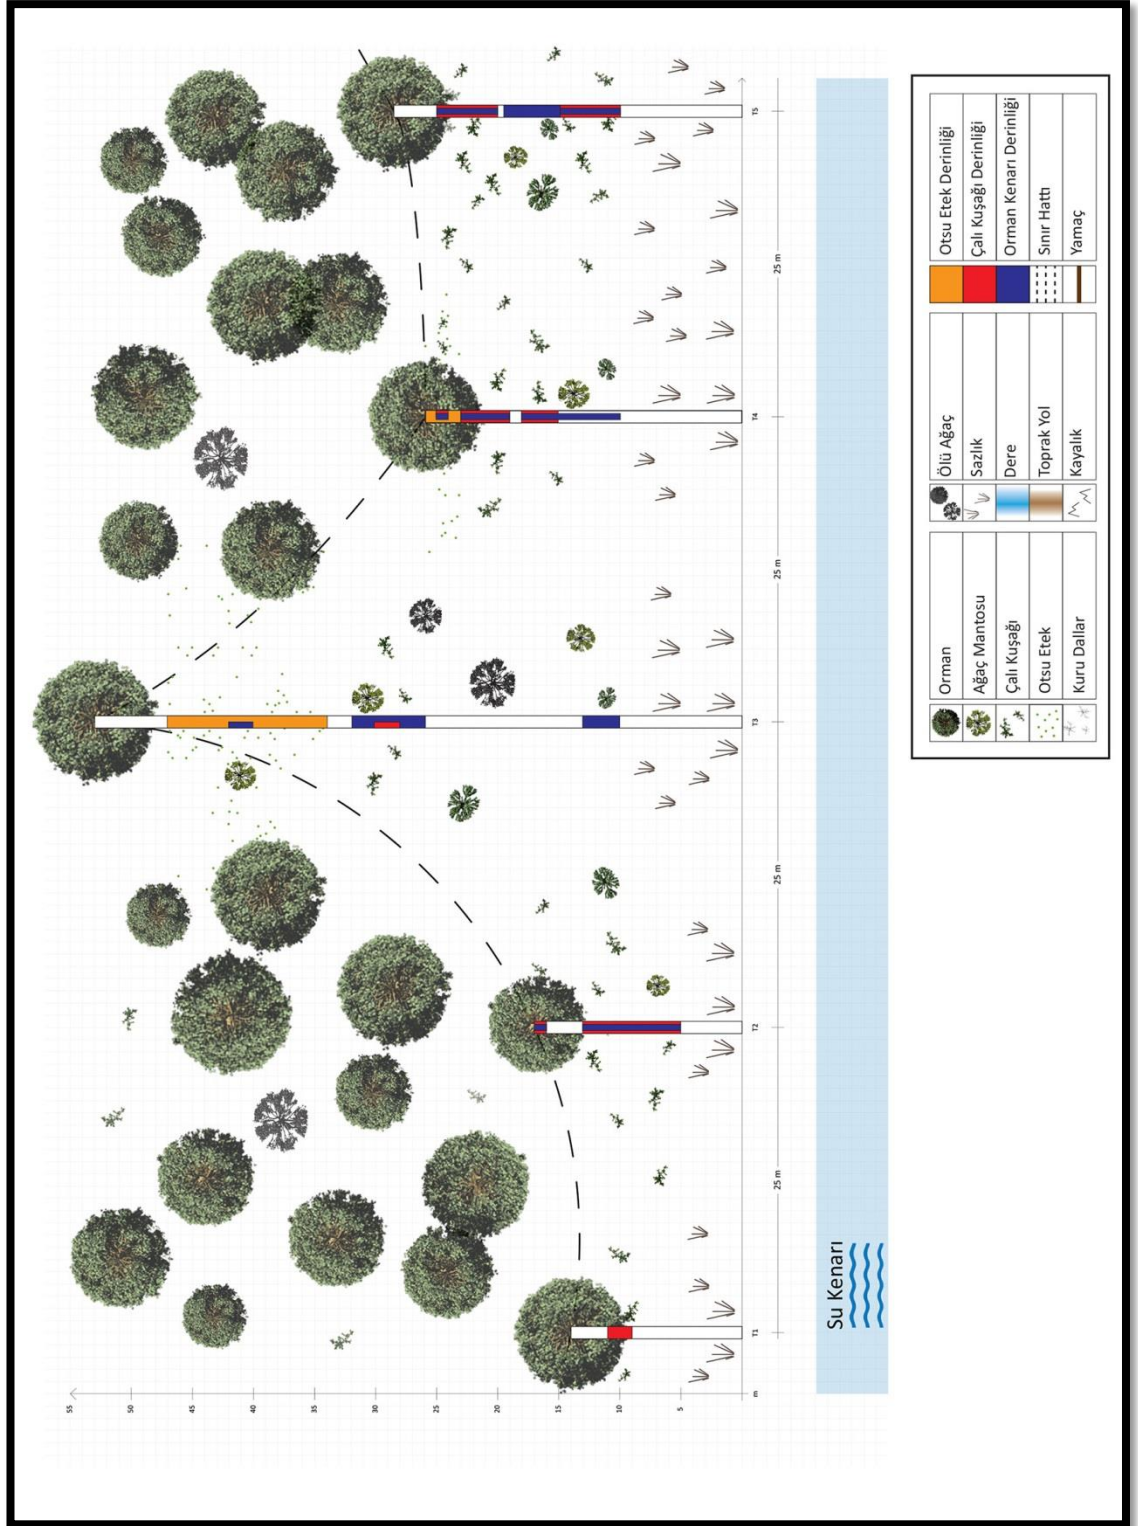 55
50
45
40
35
30
25
20
15
10
5
m
T1
T2
T3
T4
T5
25 m
25 m
25 m
25 m
Su Kenarı
Orman
Ağaç Mantosu
Çalı Kuşağı
Otsu Etek
Kuru Dallar
Ölü Ağaç
Sazlık
Dere
Toprak Yol
Kayalık
Otsu Etek Derinliği
Çalı Kuşağı Derinliği
Orman Kenarı Derinliği
Sınır Hattı
Yamaç